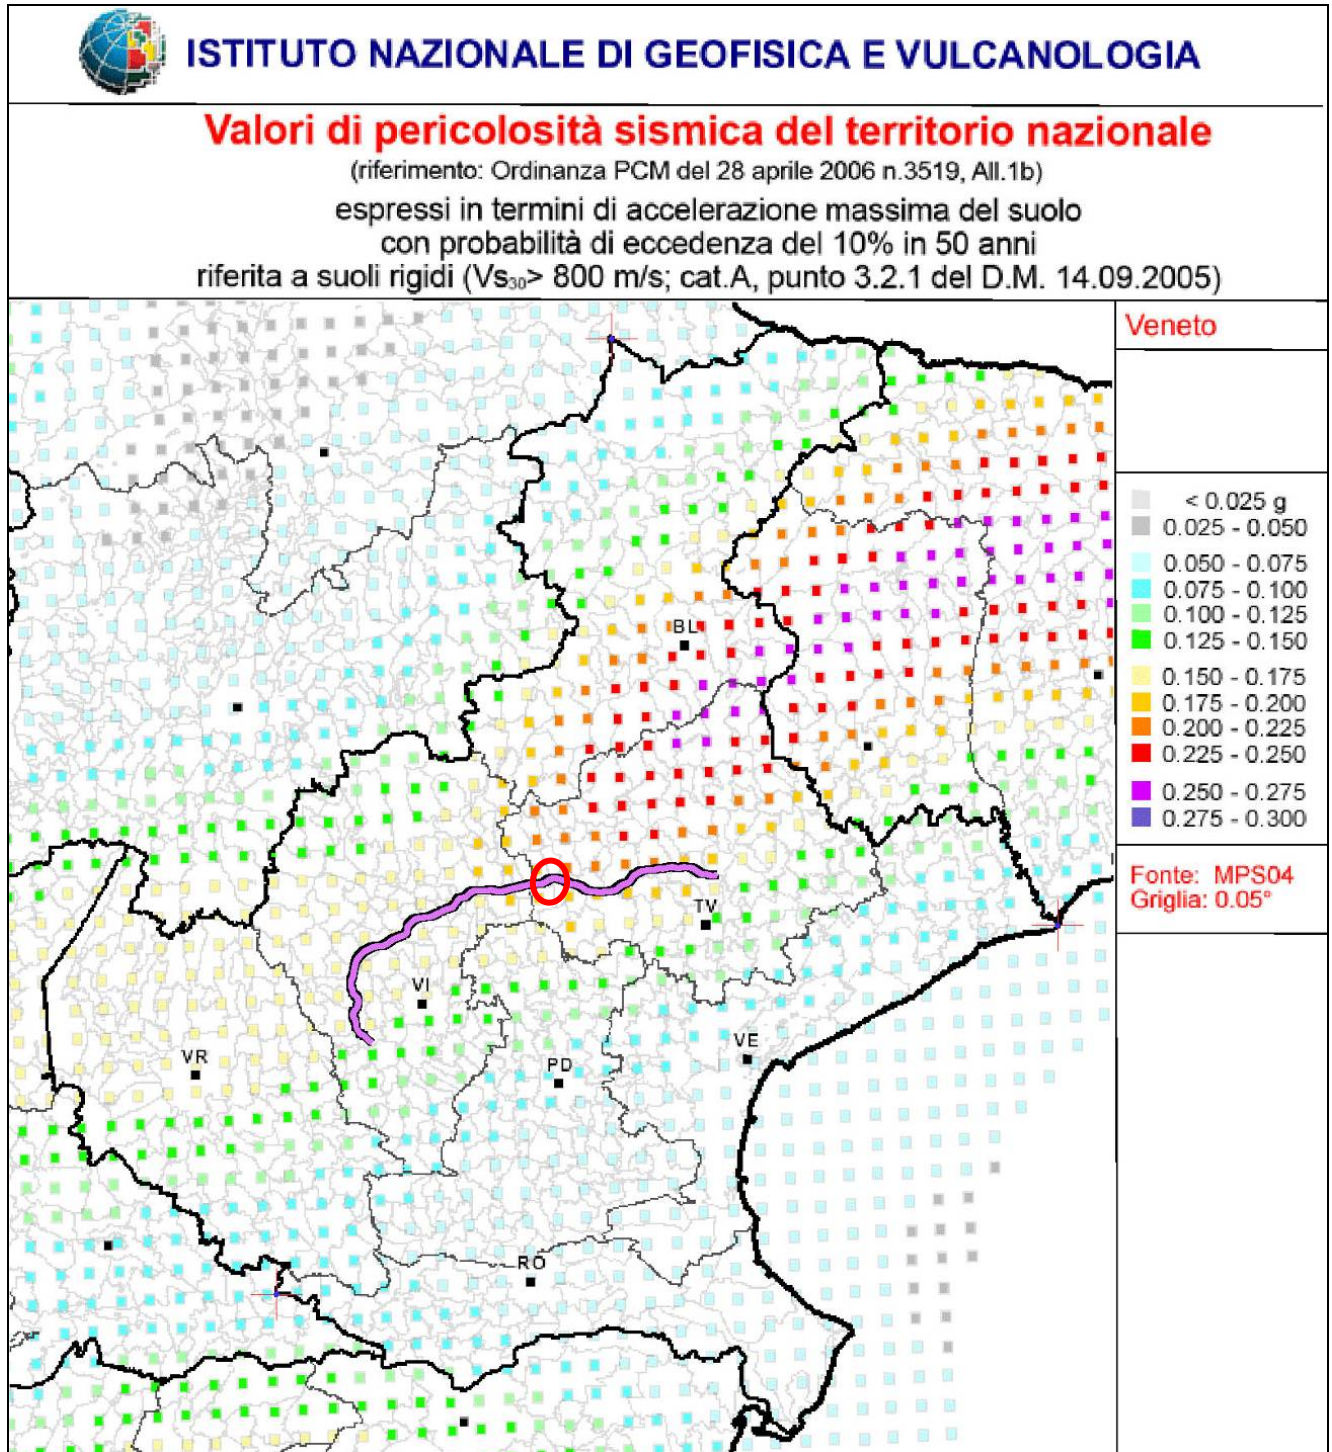 ISTITUTO NAZIONALE DI GEOFISICA E VULCANOLOGIA
Valori di pericolosità sismica del territorio nazionale
(riferimento: Ordinanza PCM del 28 aprile 2006 n.3519, All.1b)
espressi in termini di accelerazione massima del suolo
con probabilità di eccedenza del 10% in 50 anni
riferita a suoli rigidi (Vs30> 800 m/s; cat.A, punto 3.2.1 del D.M. 14.09.2005)
Veneto
< 0.025 g
0.025 - 0.050
0.050 - 0.075
0.075 - 0.100
0.100 - 0.125
0.125 - 0.150
0.150 - 0.175
0.175 - 0.200
0.200 - 0.225
0.225 - 0.250
0.250 - 0.275
0.275 - 0.300
Fonte: MPS04
Griglia: 0.05°
BL
TV
VI
VE
VR
PD
RO